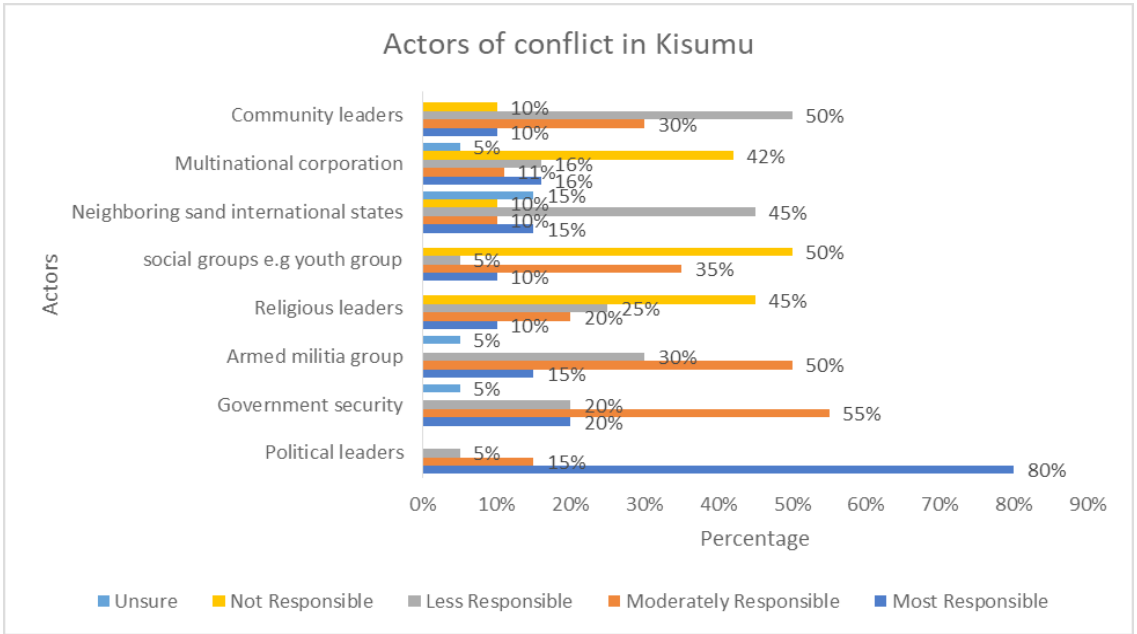 Actors of conflict in Kisumu
Actors
Community leaders
10%
50%
30%
10%
Multinational corporation
5%
42%
16%
11%
16%
Neighboring sand international states
15%
10%
45%
10%
15%
social groups e.g youth group
50%
5%
35%
10%
Religious leaders
45%
25%
20%
10%
Armed militia group
5%
30%
50%
15%
Government security
5%
20%
55%
20%
Political leaders
5%
15%
80%
0% 10% 20% 30% 40% 50% 60% 70% 80% 90%
Percentage
Unsure Not Responsible Less Responsible Moderately Responsible Most Responsible